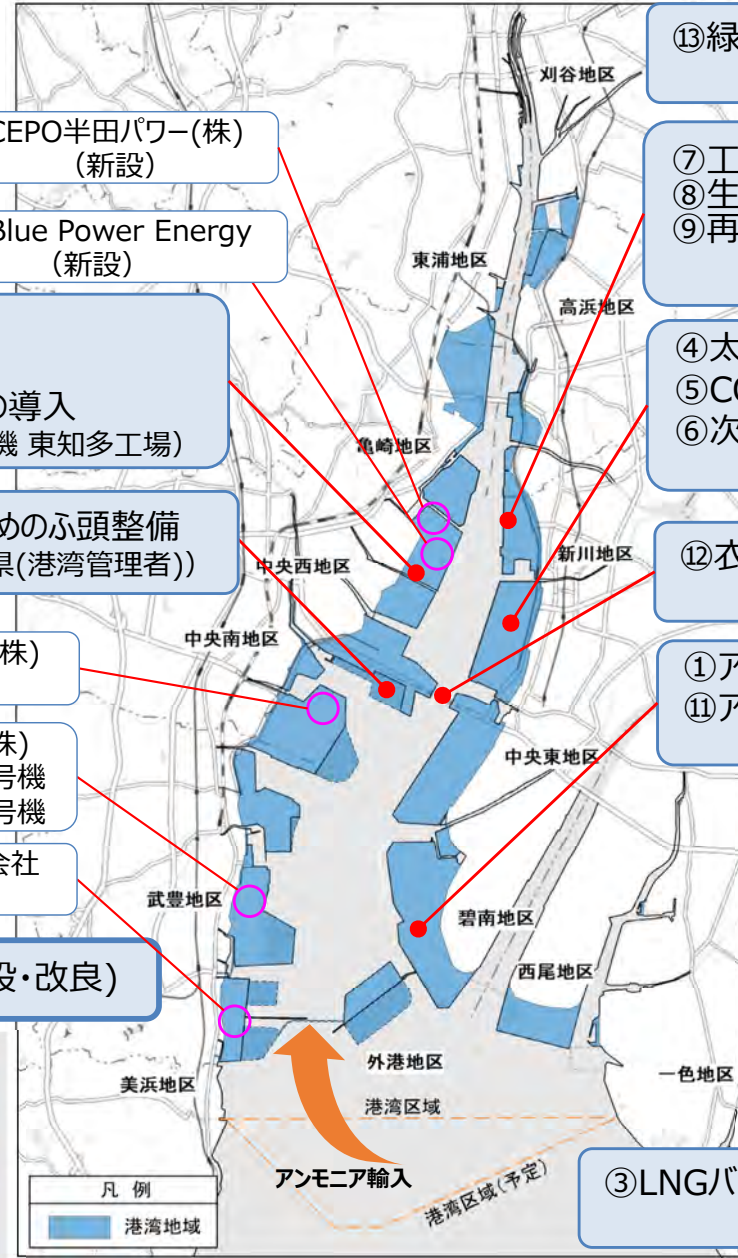 ⑬緑
刈谷地区
CEPO半田パワー(株)
（新設）
⑦工
⑧生
⑨再
Blue Power Energy
（新設）
東浦地区
高浜地区
の導入
機 東知多工場）
④太
⑤CO
⑥次
亀崎地区
めのふ頭整備
県(港湾管理者))
中央西地区
新川地区
⑫衣
中央南地区
株)
①ア
⑪ア
株)
号機
号機
中央東地区
会社
武豊地区
碧南地区
西尾地区
設・改良)
外港地区
美浜地区
一色地区
港湾区域
アンモニア輸入
港湾区域(予定)
凡 例
港湾地域
③LNGバ